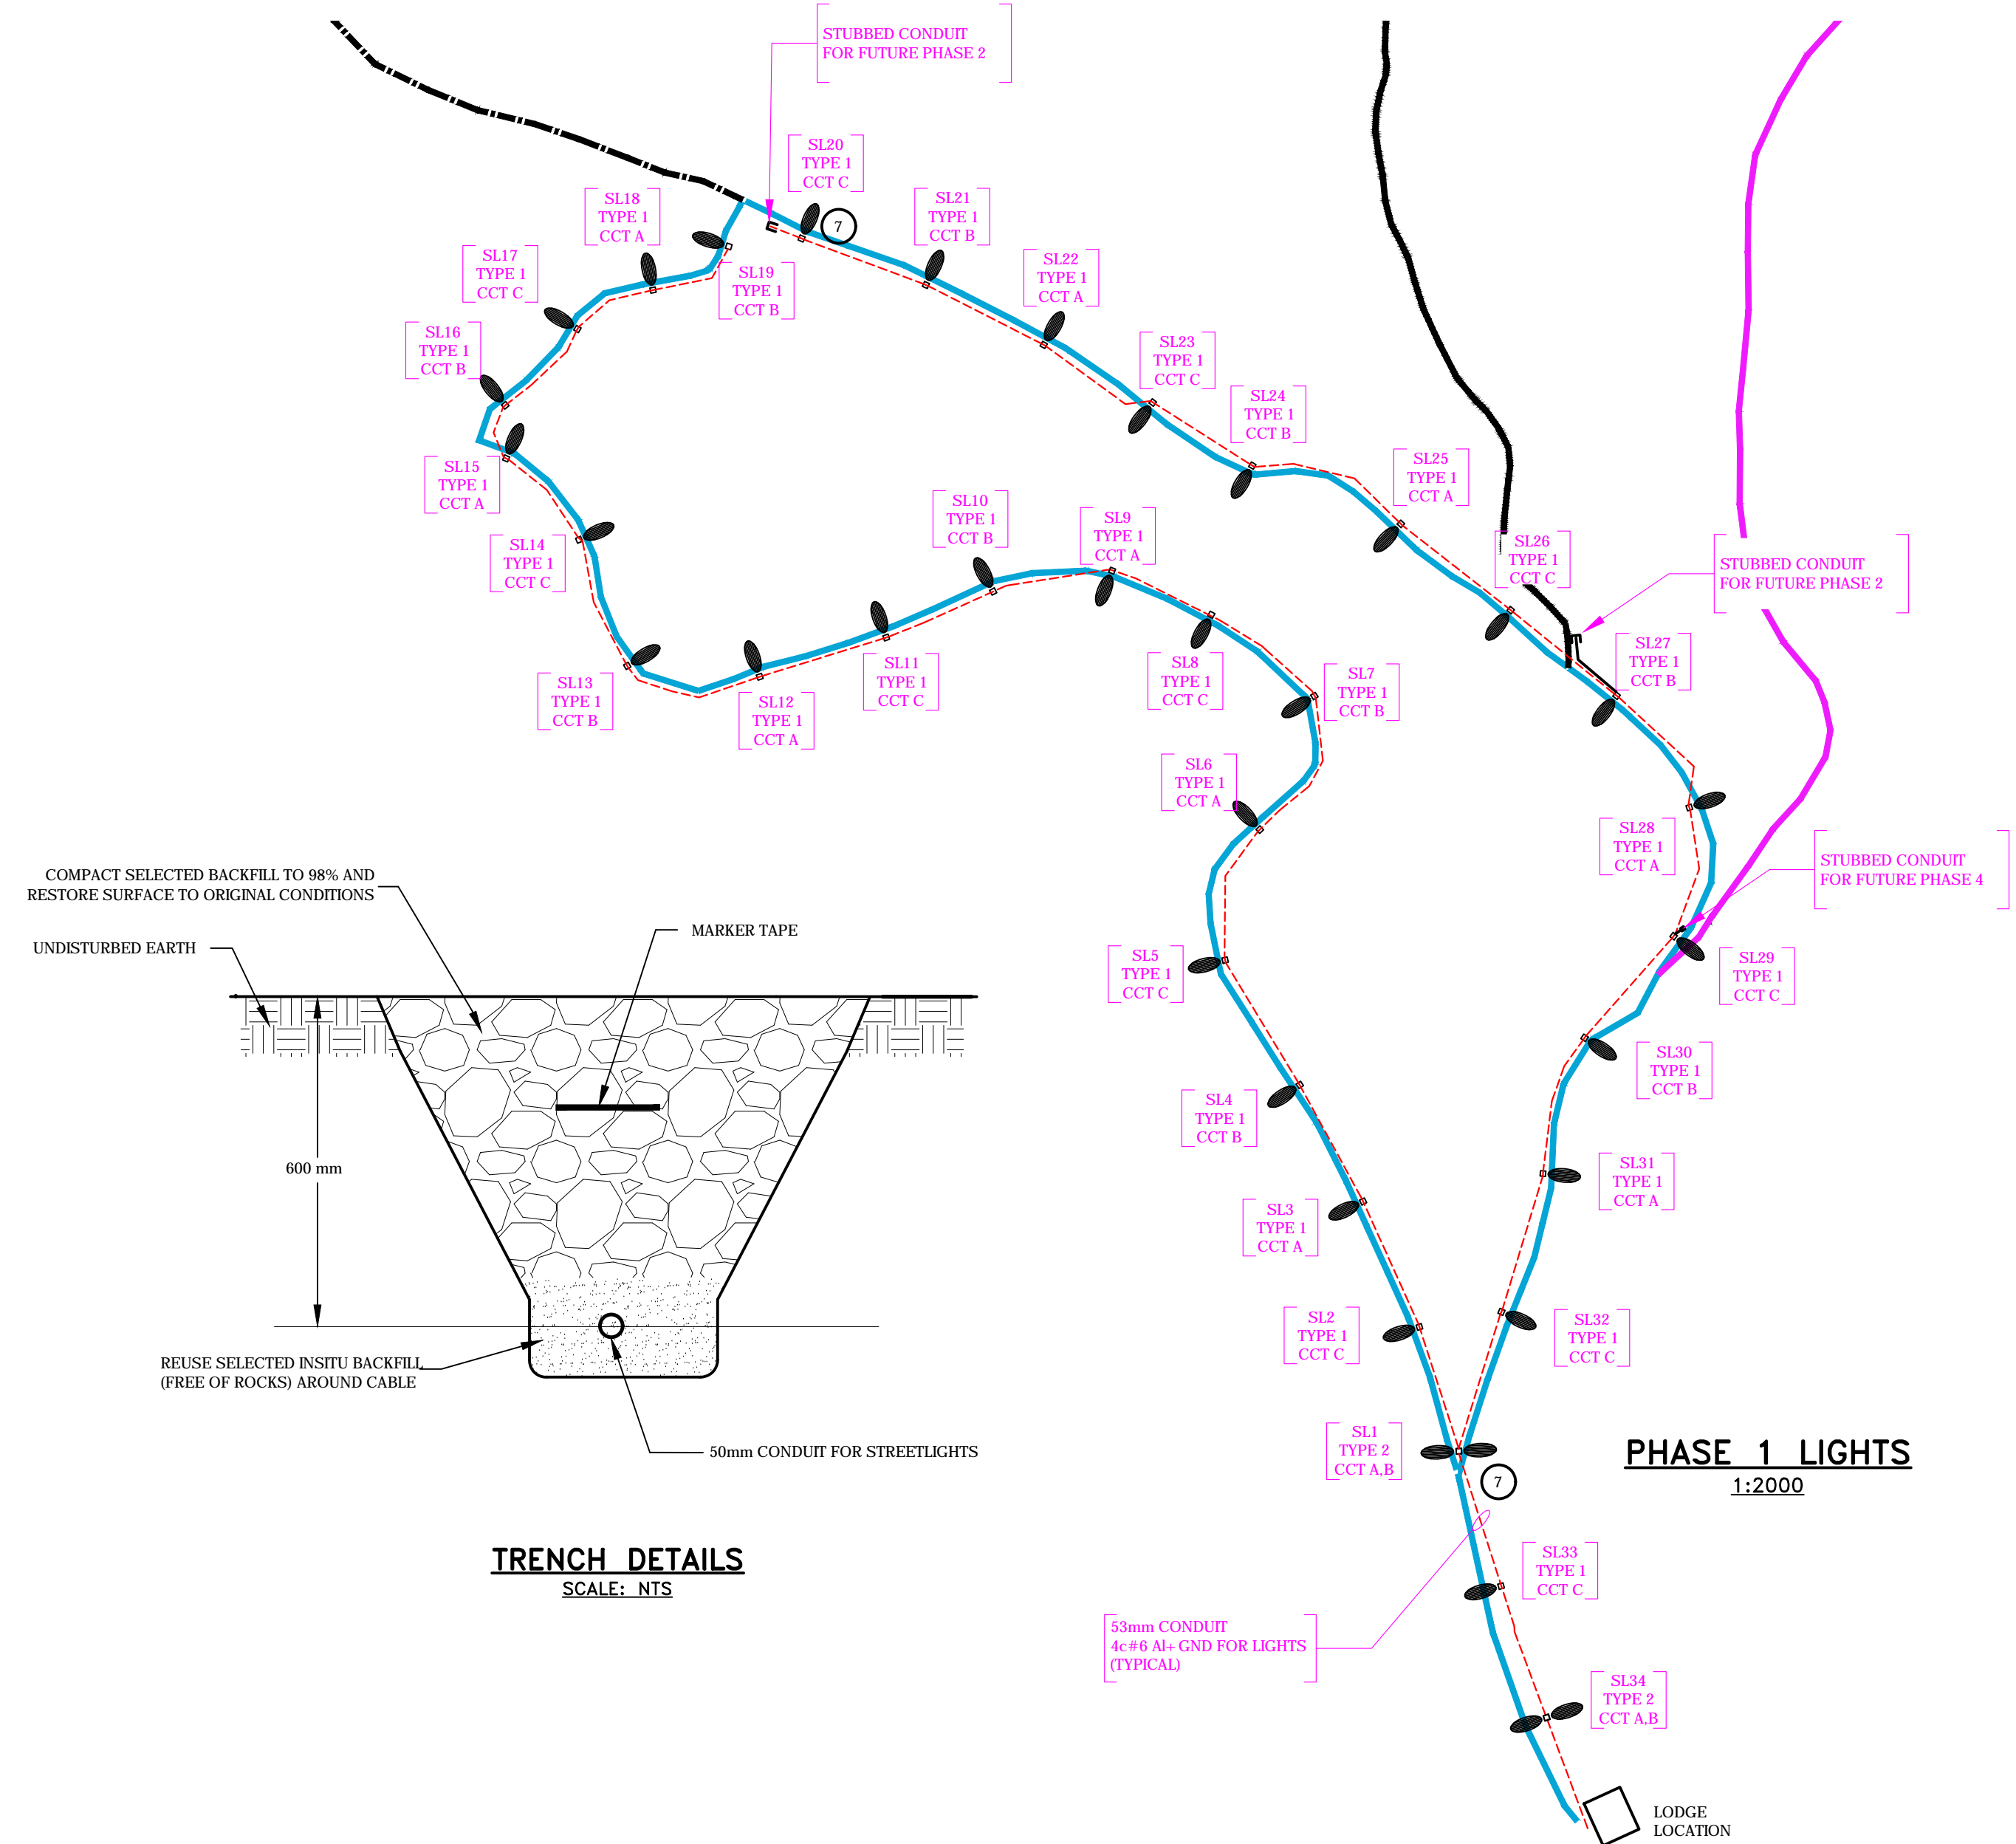 STUBBED CONDUIT
FOR FUTURE PHASE 2
SL20
TYPE 1
CCT C
7
SL18
TYPE 1
CCT A
SL21
TYPE 1
CCT B
SL17
TYPE 1
CCT C
SL19
TYPE 1
CCT B
SL22
TYPE 1
CCT A
SL16
TYPE 1
CCT B
SL23
TYPE 1
CCT C
SL24
TYPE 1
CCT B
SL15
TYPE 1
CCT A
SL25
TYPE 1
CCT A
SL10
TYPE 1
CCT B
SL9
TYPE 1
CCT A
SL14
TYPE 1
CCT C
SL26
TYPE 1
CCT C
STUBBED CONDUIT
FOR FUTURE PHASE 2
SL13
TYPE 1
CCT B
SL12
TYPE 1
CCT A
SL11
TYPE 1
CCT C
SL8
TYPE 1
CCT C
SL7
TYPE 1
CCT B
SL27
TYPE 1
CCT B
SL6
TYPE 1
CCT A
SL28
TYPE 1
CCT A
STUBBED CONDUIT
FOR FUTURE PHASE 4
SL5
TYPE 1
CCT C
SL29
TYPE 1
CCT C
SL30
TYPE 1
CCT B
SL4
TYPE 1
CCT B
SL31
TYPE 1
CCT A
SL3
TYPE 1
CCT A
SL2
TYPE 1
CCT C
SL32
TYPE 1
CCT C
SL1
TYPE 2
CCT A,B
7
PHASE 1 LIGHTS
1:2000
SL33
TYPE 1
CCT C
53mm CONDUIT
4c#6 Al+ GND FOR LIGHTS
(TYPICAL)
SL34
TYPE 2
CCT A,B
LODGE
LOCATION
COMPACT SELECTED BACKFILL TO 98% AND
RESTORE SURFACE TO ORIGINAL CONDITIONS
UNDISTURBED EARTH
MARKER TAPE
600 mm
REUSE SELECTED INSITU BACKFILL
(FREE OF ROCKS) AROUND CABLE
50mm CONDUIT FOR STREETLIGHTS
TRENCH DETAILS
SCALE: NTS